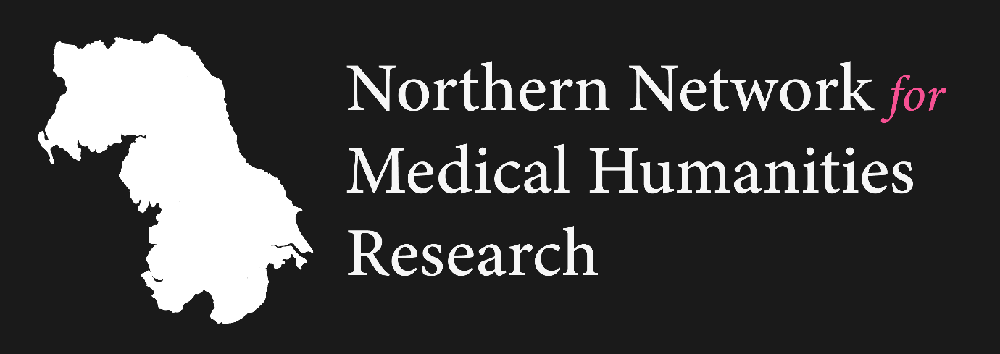 Northern Network for
Medical Humanities
Research